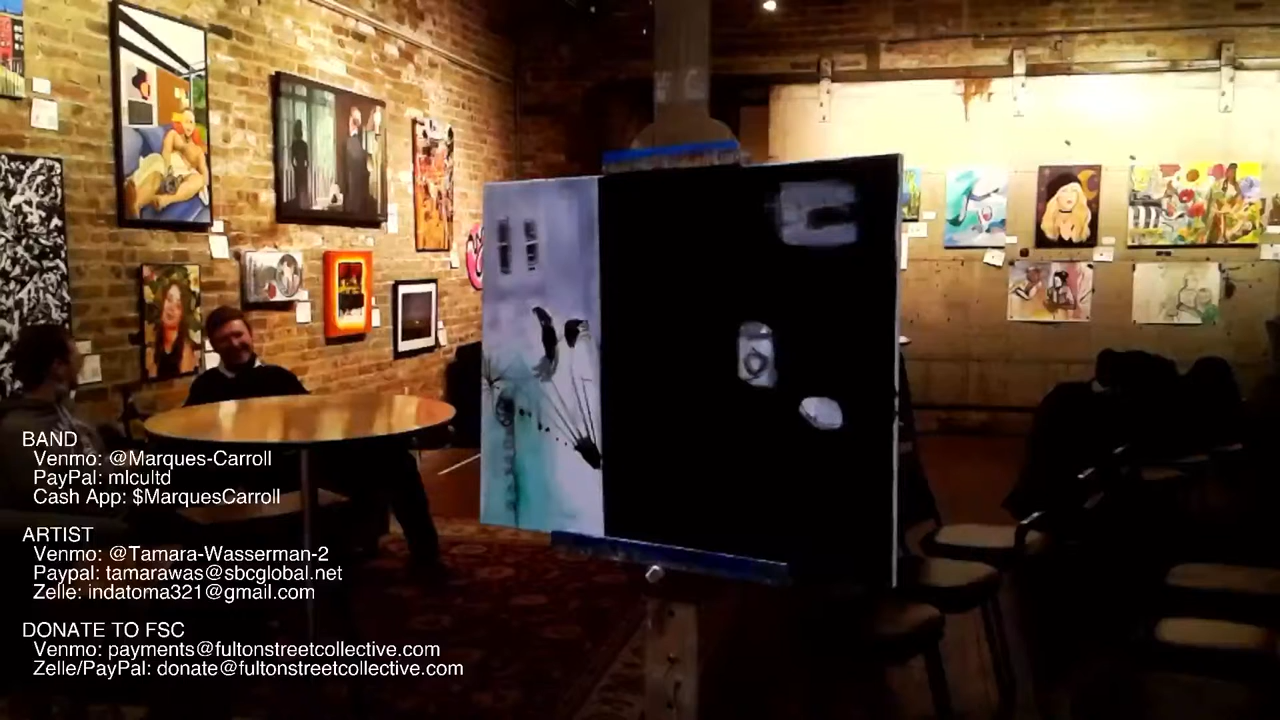 BAND
Venmo: @Marques-Carroll
PayPal: mlcultd
Cash App: $MarquesCarroll
ARTIST
Venmo: @Tamara-Wasserman-2
Paypal: tamarawas@sbcglobal.net
Zelle: indatoma321@gmail.com
DONATE TO FSC
Venmo: payments@fultonstreetcollective.com
Zelle/PayPal: donate@fultonstreetcollective.com